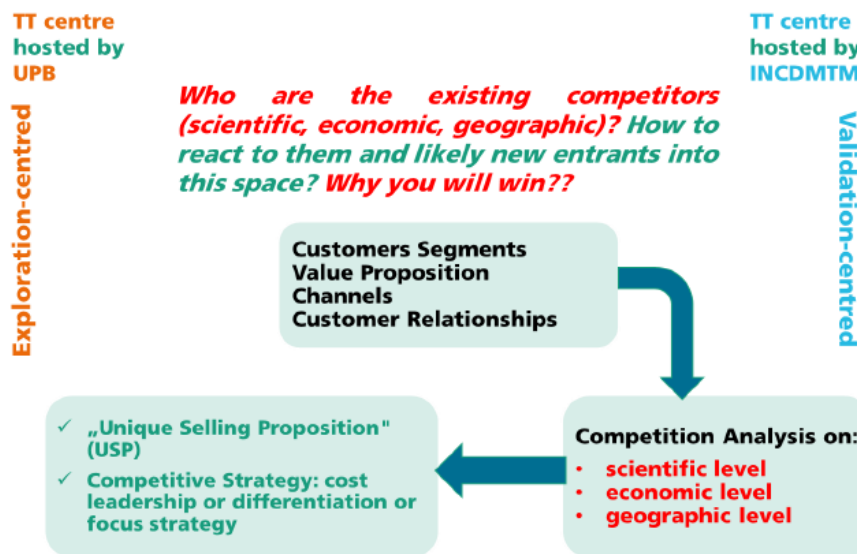 TT centre
hosted by
UPB
Exploration-centred
TT centre
hosted by
INCDMTM
Validation-centred
Who are the existing competitors
(scientific, economic, geographic)? How to
react to them and likely new entrants into
this space? Why you will win??
Customers Segments
Value Proposition
Channels
Customer Relationships
Competition Analysis on:
• scientific level
• economic level
• geographic level
✓ „Unique Selling Proposition"
(USP)
✓ Competitive Strategy: cost
leadership or differentiation or
focus strategy